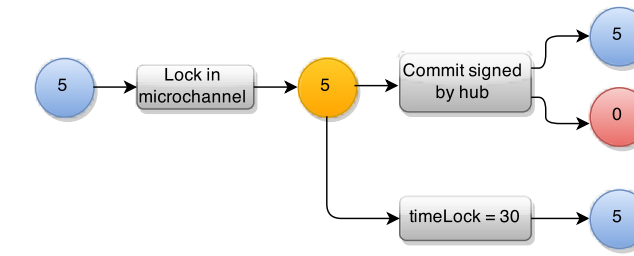 5
Lock in
microchannel
5
Commit signed
by hub
5
0
timeLock = 30
5